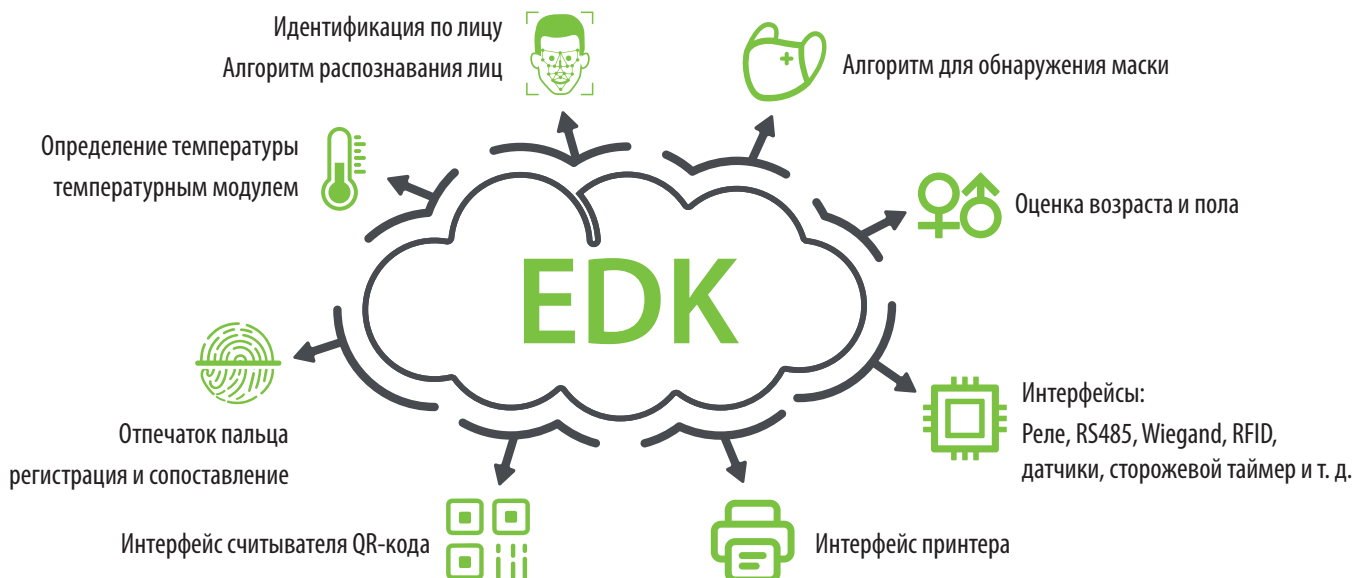 Идентификация по лицу
Алгоритм распознавания лиц
Алгоритм для обнаружения маски
Определение температуры
температурным модулем
Оценка возраста и пола
EDK
Отпечаток пальца
регистрация и сопоставление
Интерфейсы:
Реле, RS485, Wiegand, RFID,
датчики, сторожевой таймер и т. д.
Интерфейс считывателя QR-кода
Интерфейс принтера